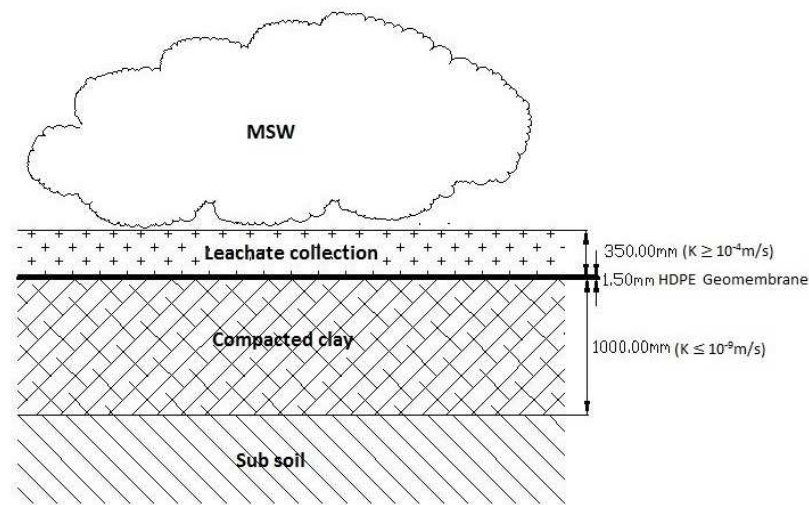 MSW
Leachate collection
350.00mm (K ≥ 10⁻⁴m/s)
1.50mm HDPE Geomembrane
Compacted clay
1000.00mm (K ≤ 10⁻⁹m/s)
Sub soil